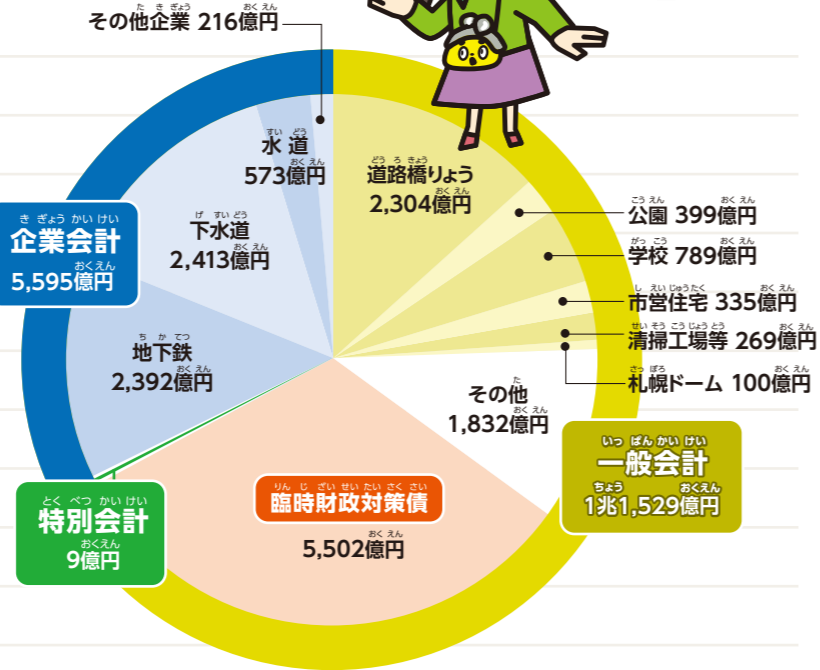 その他企業 216億円
水道
573億円
道路橋りょう
2,304億円
公園 399億円
学校 789億円
市営住宅 335億円
清掃工場等 269億円
札幌ドーム 100億円
下水道
2,413億円
企業会計
5,595億円
地下鉄
2,392億円
その他
1,832億円
一般会計
1兆1,529億円
臨時財政対策債
5,502億円
特別会計
9億円